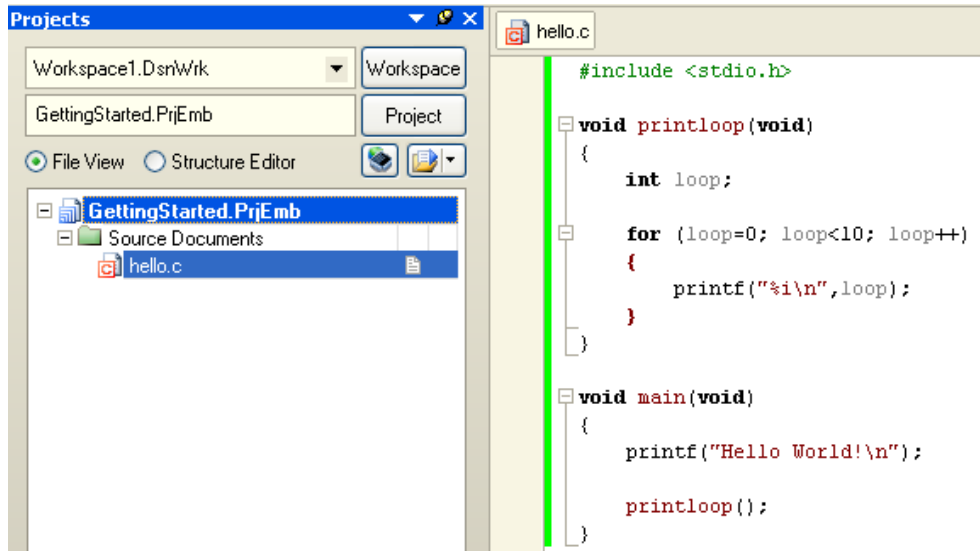 Projects
Workspace1.DsnWrk
Workspace
GettingStarted.PrjEmb
Project
File View
Structure Editor
GettingStarted.PrjEmb
Source Documents
hello.c
hello.c
#include <stdio.h>
void printloop(void)
{
int loop;
for (loop=0; loop<10; loop++)
{
printf("%i\n",loop);
}
}
void main(void)
{
printf("Hello World!\n");
printloop();
}